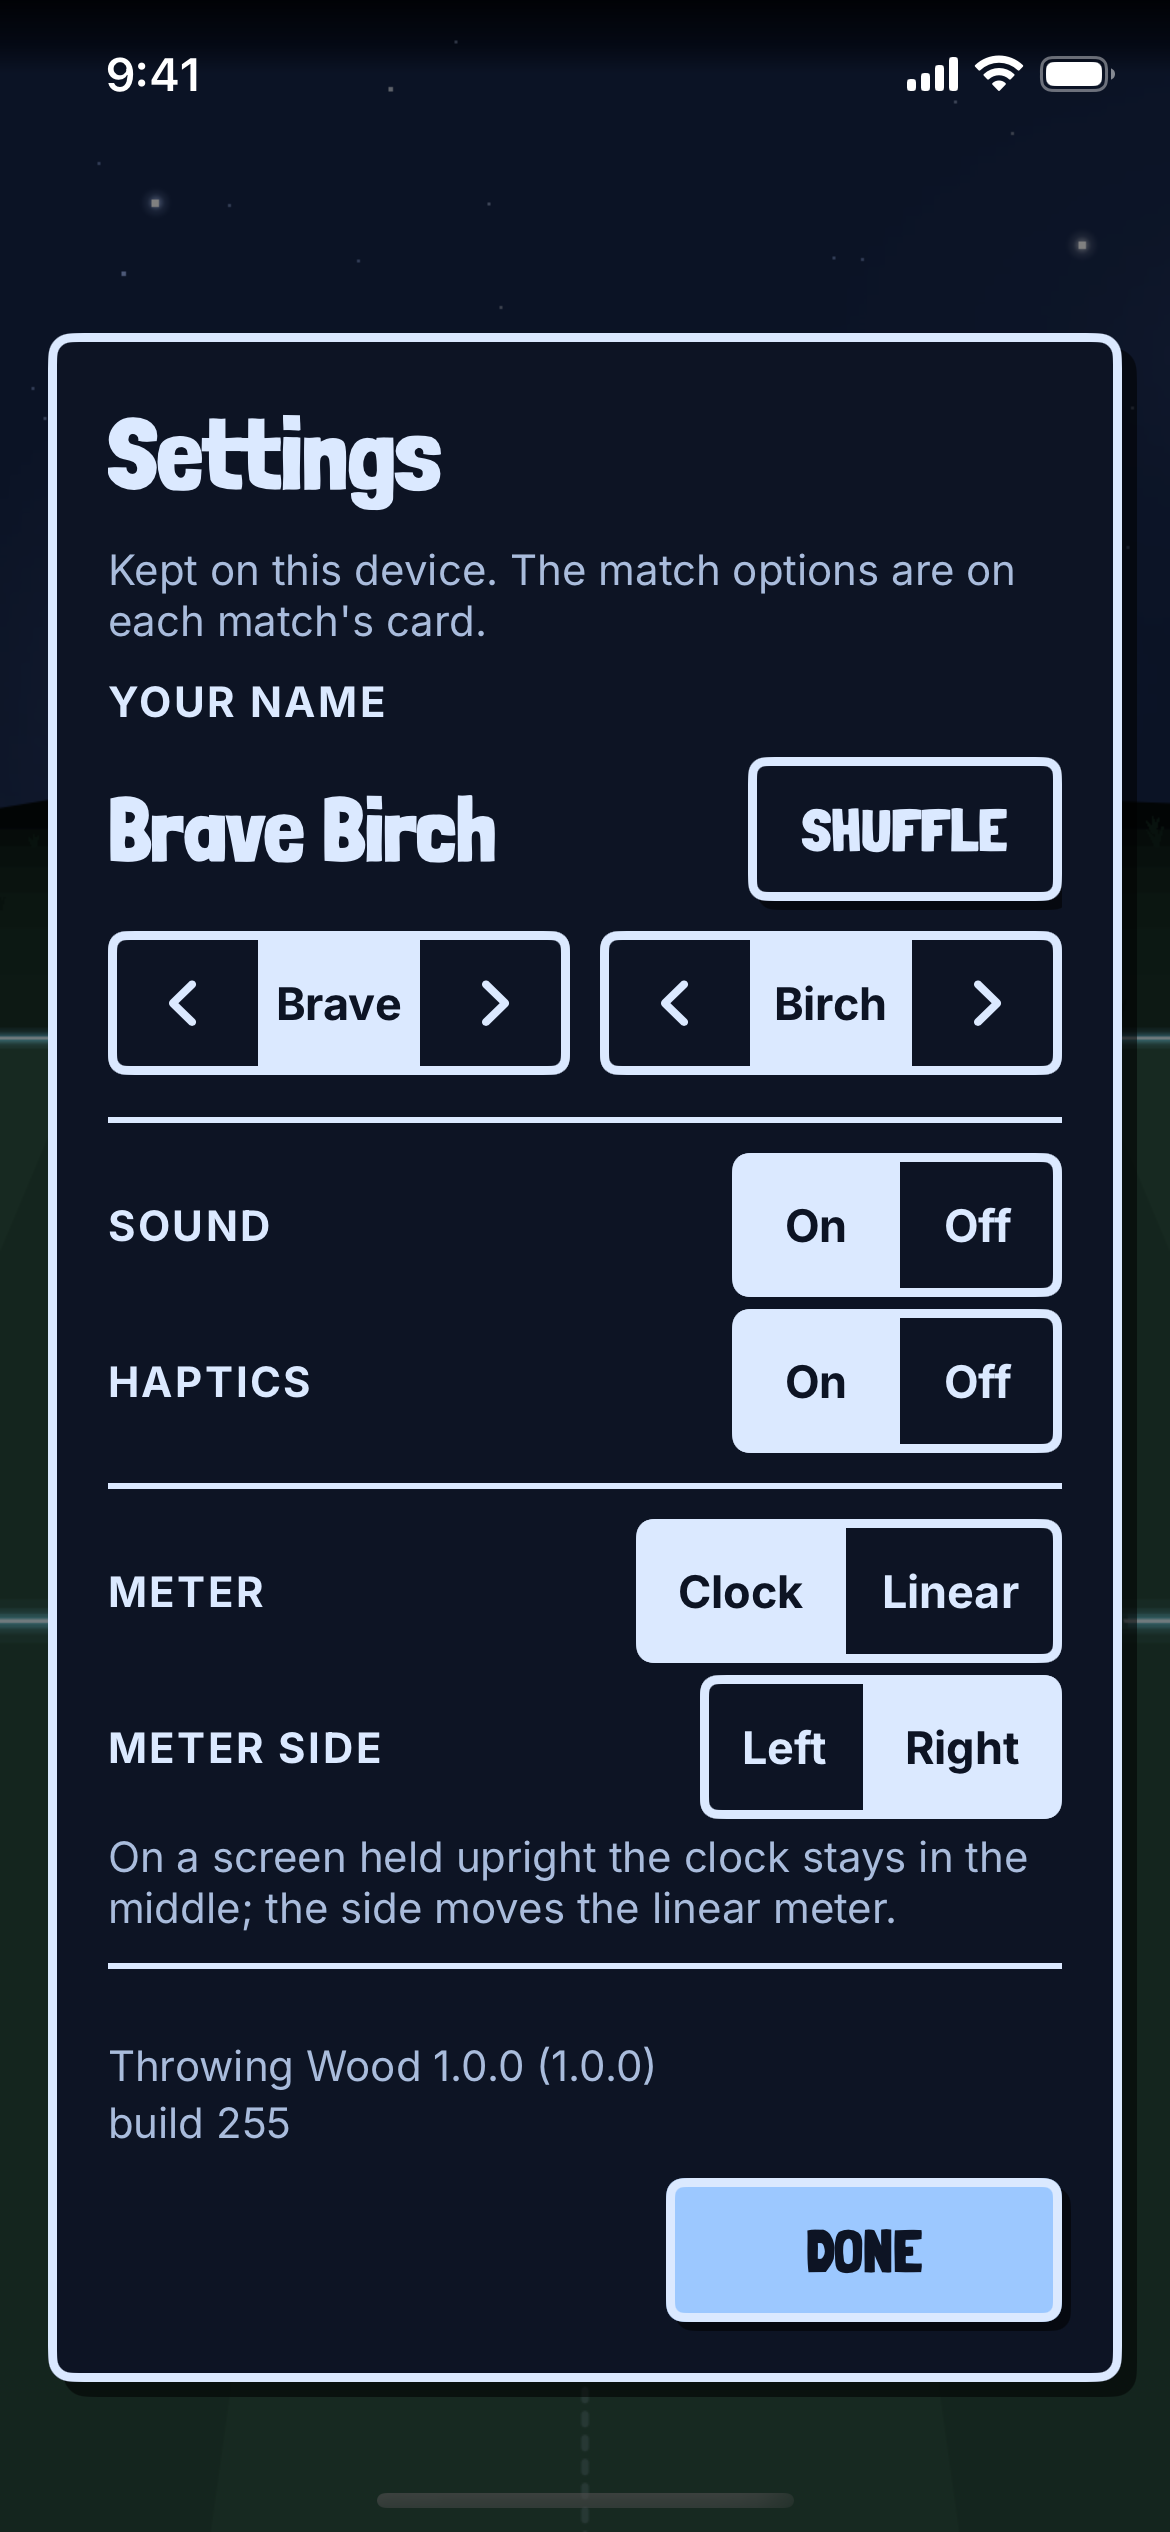 9:41
Settings
Kept on this device. The match options are on
each match's card.
YOUR NAME
Brave Birch
SHUFFLE
Brave
Birch
SOUND
On
Off
HAPTICS
On
Off
METER
Clock
Linear
METER SIDE
Left
Right
On a screen held upright the clock stays in the
middle; the side moves the linear meter.
Throwing Wood 1.0.0 (1.0.0)
build 255
DONE